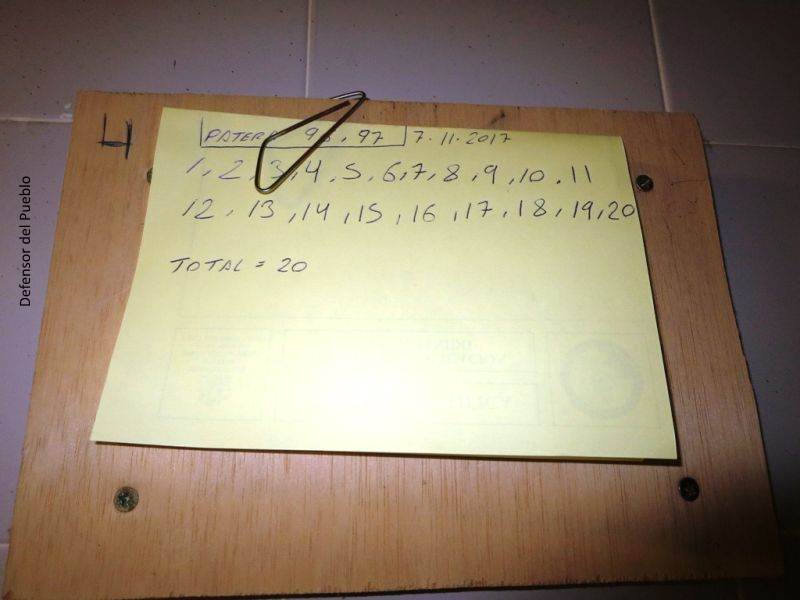 4
PATERA 96, 97 7.11.2017
1, 2, 3, 4, 5, 6, 7, 8, 9, 10, 11
12, 13, 14, 15, 16, 17, 18, 19, 20
TOTAL = 20
Defensor del Pueblo